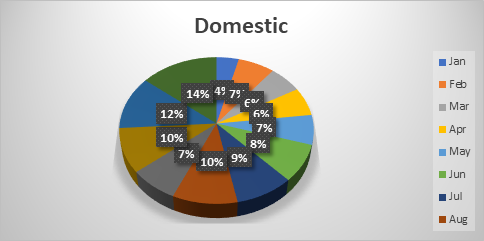 Domestic
4%
7%
6%
6%
7%
8%
9%
10%
7%
10%
12%
14%
Jan
Feb
Mar
Apr
May
Jun
Jul
Aug